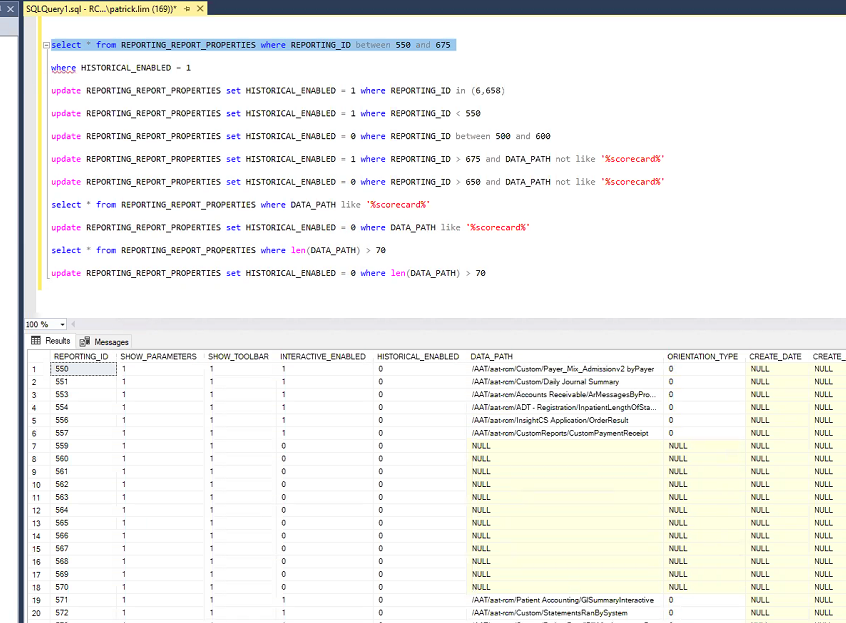 SQLQuery1.sql - RC...\patrick.lim (169))*
select * from REPORTING_REPORT_PROPERTIES where REPORTING_ID between 550 and 675
where HISTORICAL_ENABLED = 1
update REPORTING_REPORT_PROPERTIES set HISTORICAL_ENABLED = 1 where REPORTING_ID in (6,658)
update REPORTING_REPORT_PROPERTIES set HISTORICAL_ENABLED = 1 where REPORTING_ID < 550
update REPORTING_REPORT_PROPERTIES set HISTORICAL_ENABLED = 0 where REPORTING_ID between 500 and 600
update REPORTING_REPORT_PROPERTIES set HISTORICAL_ENABLED = 1 where REPORTING_ID > 675 and DATA_PATH not like '%scorecard%'
update REPORTING_REPORT_PROPERTIES set HISTORICAL_ENABLED = 0 where REPORTING_ID > 650 and DATA_PATH not like '%scorecard%'
select * from REPORTING_REPORT_PROPERTIES where DATA_PATH like '%scorecard%'
update REPORTING_REPORT_PROPERTIES set HISTORICAL_ENABLED = 0 where DATA_PATH like '%scorecard%'
select * from REPORTING_REPORT_PROPERTIES where len(DATA_PATH) > 70
update REPORTING_REPORT_PROPERTIES set HISTORICAL_ENABLED = 0 where len(DATA_PATH) > 70
100 %
Results Messages
REPORTING_ID SHOW_PARAMETERS SHOW_TOOLBAR INTERACTIVE_ENABLED HISTORICAL_ENABLED DATA_PATH ORIENTATION_TYPE CREATE_DATE CREATE_
1 550 1 1 1 0 /AAT/aat-rcm/Custom/Payer_Mix_Admissionv2 byPayer 0 NULL NULL
2 551 1 1 1 0 /AAT/aat-rcm/Custom/Daily Journal Summary 0 NULL NULL
3 553 1 1 1 0 /AAT/aat-rcm/Accounts Receivable/ArMessagesByPro... 0 NULL NULL
4 554 1 1 1 0 /AAT/aat-rcm/ADT - Registration/InpatientLengthOfSta... 0 NULL NULL
5 556 1 1 1 0 /AAT/aat-rcm/InsightCS Application/OrderResult 0 NULL NULL
6 557 1 1 1 0 /AAT/aat-rcm/CustomReports/CustomPaymentReceipt 0 NULL NULL
7 559 1 1 0 0 NULL NULL NULL NULL
8 560 1 1 0 0 NULL NULL NULL NULL
9 561 1 1 0 0 NULL NULL NULL NULL
10 562 1 1 0 0 NULL NULL NULL NULL
11 563 1 1 0 0 NULL NULL NULL NULL
12 564 1 1 0 0 NULL NULL NULL NULL
13 565 1 1 0 0 NULL NULL NULL NULL
14 566 1 1 0 0 NULL NULL NULL NULL
15 567 1 1 0 0 NULL NULL NULL NULL
16 568 1 1 0 0 NULL NULL NULL NULL
17 569 1 1 0 0 NULL NULL NULL NULL
18 570 1 1 0 0 NULL NULL NULL NULL
19 571 1 1 1 0 /AAT/aat-rcm/Patient Accounting/GlSummaryInteractive 0 NULL NULL
20 572 1 1 1 0 /AAT/aat-rcm/Custom/StatementsRanBySystem 0 NULL NULL